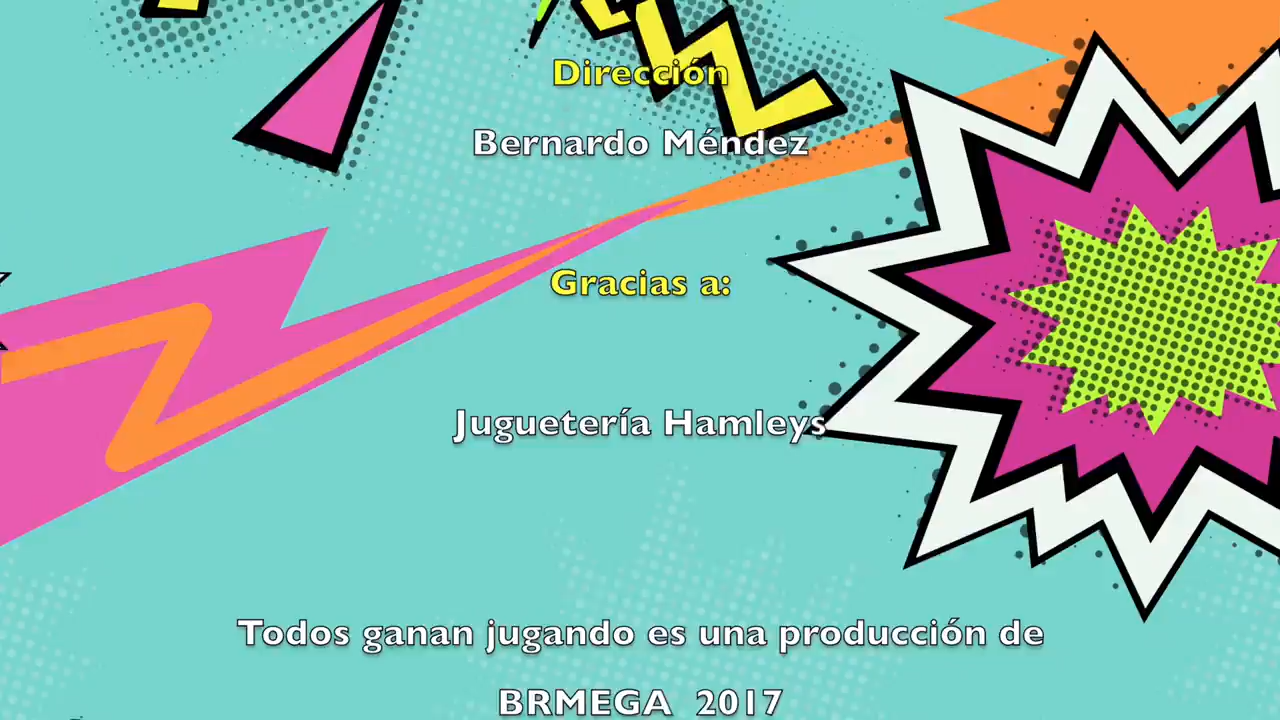 Dirección
Bernardo Méndez
Gracias a:
Juguetería Hamleys
Todos ganan jugando es una producción de
BRMEGA 2017